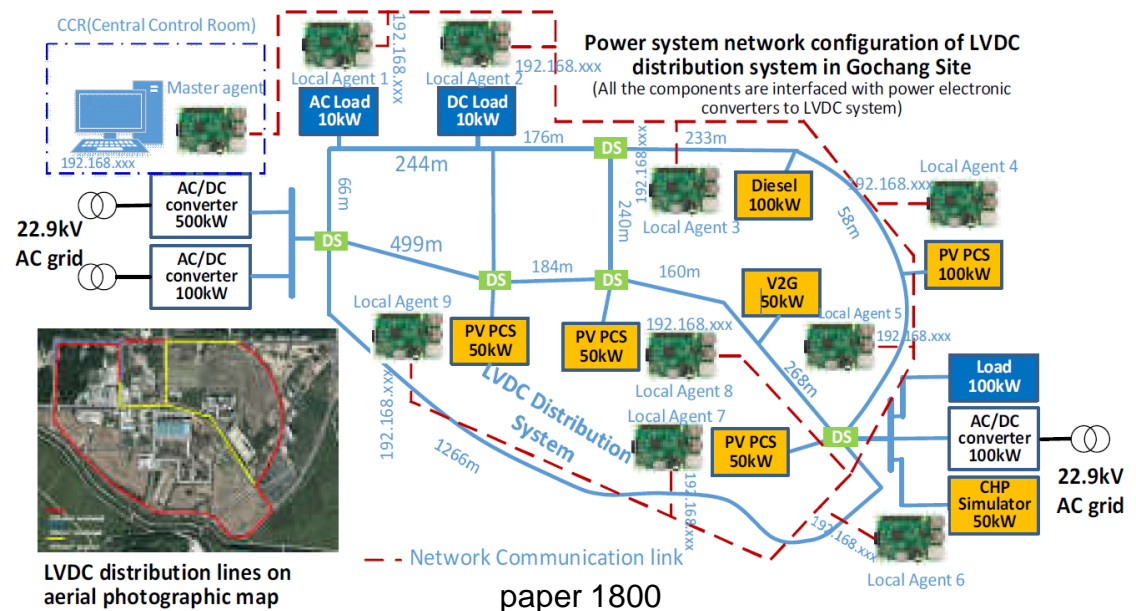 CCR(Central Control Room)
Master agent
192.168.xxx
Local Agent 1
192.168.xxx
Local Agent 2
192.168.xxx
Power system network configuration of LVDC
distribution system in Gochang Site
(All the components are interfaced with power electronic
converters to LVDC system)
AC Load
10kW
DC Load
10kW
176m
DS
233m
244m
66m
192.168.xxx
Local Agent 3
Diesel
100kW
Local Agent 4
192.168.xxx
58m
AC/DC
converter
500kW
22.9kV
AC grid
AC/DC
converter
100kW
DS
499m
240m
DS
184m
DS
160m
PV PCS
100kW
V2G
50kW
Local Agent 9
192.168.xxx
PV PCS
50kW
PV PCS
50kW
192.168.xxx
Local Agent 8
Local Agent 5
192.168.xxx
268m
LVDC Distribution
System
Local Agent 7
192.168.xxx
PV PCS
50kW
DS
Load
100kW
AC/DC
converter
100kW
CHP
Simulator
50kW
22.9kV
AC grid
1266m
192.168.xxx
Local Agent 6
Network Communication link
LVDC distribution lines on
aerial photographic map
paper 1800